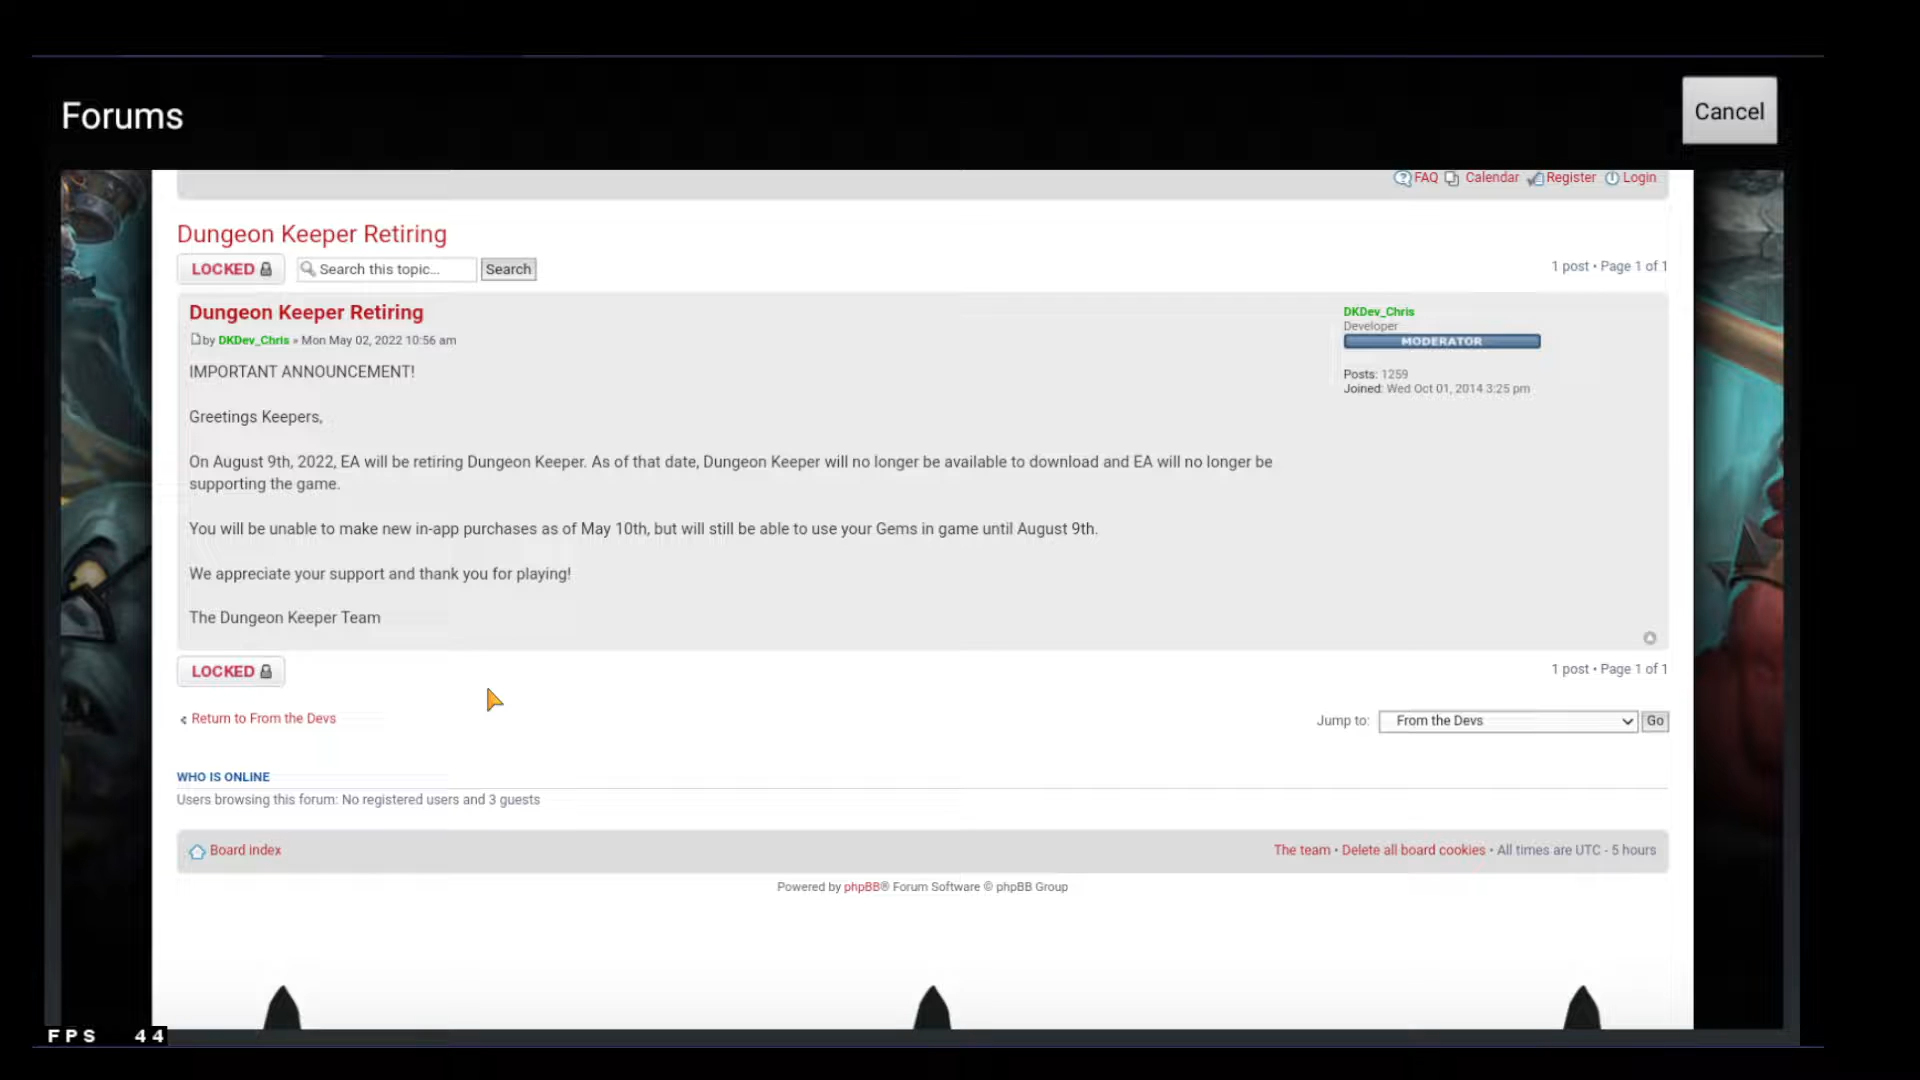 Forums
Cancel
FAQ Calendar Register Login
Dungeon Keeper Retiring
LOCKED Search this topic... Search 1 post • Page 1 of 1
Dungeon Keeper Retiring
by DKDev_Chris » Mon May 02, 2022 10:56 am
IMPORTANT ANNOUNCEMENT!
Greetings Keepers,
On August 9th, 2022, EA will be retiring Dungeon Keeper. As of that date, Dungeon Keeper will no longer be available to download and EA will no longer be
supporting the game.
You will be unable to make new in-app purchases as of May 10th, but will still be able to use your Gems in game until August 9th.
We appreciate your support and thank you for playing!
The Dungeon Keeper Team
DKDev_Chris
Developer
MODERATOR
Posts: 1259
Joined: Wed Oct 01, 2014 3:25 pm
LOCKED 1 post • Page 1 of 1
Return to From the Devs Jump to: From the Devs Go
WHO IS ONLINE
Users browsing this forum: No registered users and 3 guests
Board index The team • Delete all board cookies • All times are UTC - 5 hours
Powered by phpBB® Forum Software © phpBB Group
FPS 44